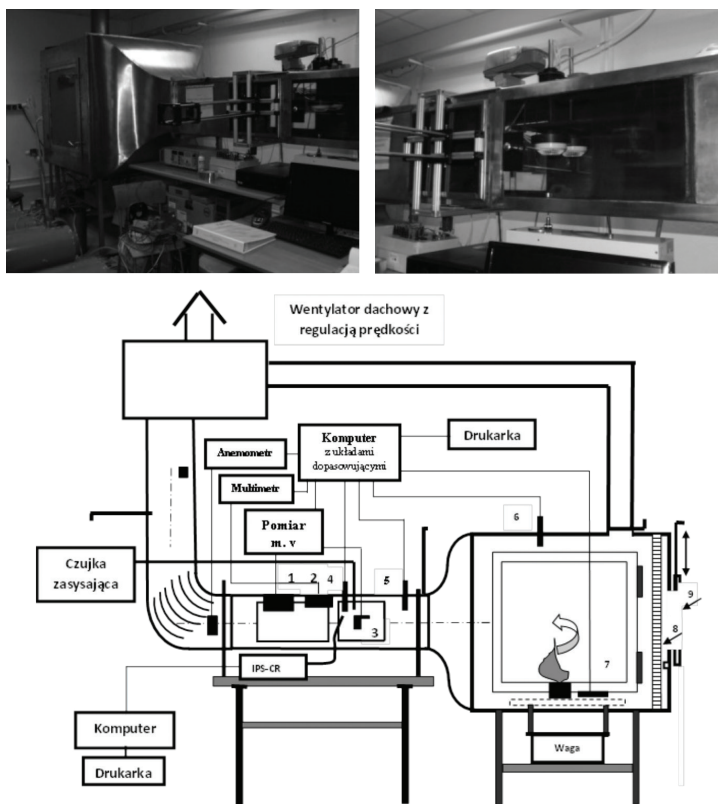 Wentylator dachowy z
regulacją prędkości
Komputer
z układami
dopasowującymi
Drukarka
Anemometr
Multimetr
Pomiar
m. v
Czujka
zasysająca
1
2
4
5
6
3
7
8
9
IPS-CR
Komputer
Drukarka
Waga